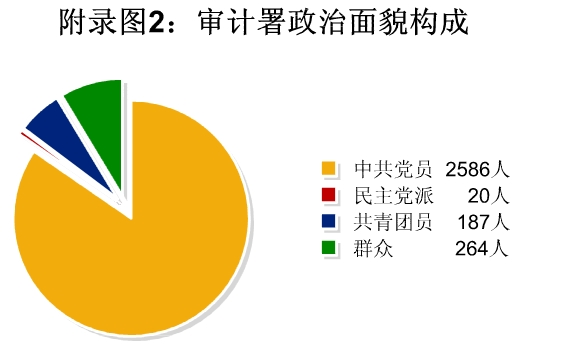 附录图2：审计署政治面貌构成
中共党员 2586人
民主党派 20人
共青团员 187人
群众 264人